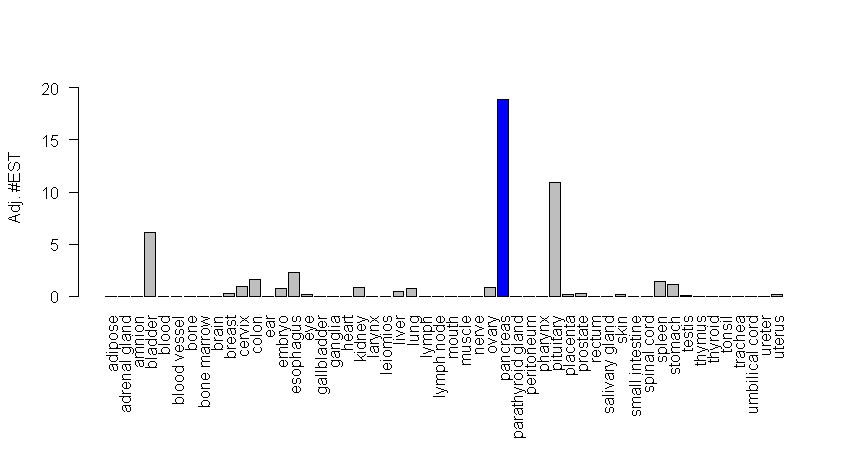 Adj. #EST
20
15
10
5
0
adipose
adrenal gland
amnion
bladder
blood
blood vessel
bone
bone marrow
brain
breast
cervix
colon
ear
embryo
esophagus
eye
gallbladder
ganglia
heart
kidney
larynx
leiomios
liver
lung
lymph
lymph node
mouth
muscle
nerve
ovary
pancreas
parathyroid gland
peritoneum
pharynx
pituitary
placenta
prostate
rectum
salivary gland
skin
small intestine
spinal cord
spleen
stomach
testis
thymus
thyroid
tonsil
trachea
umbilical cord
ureter
uterus